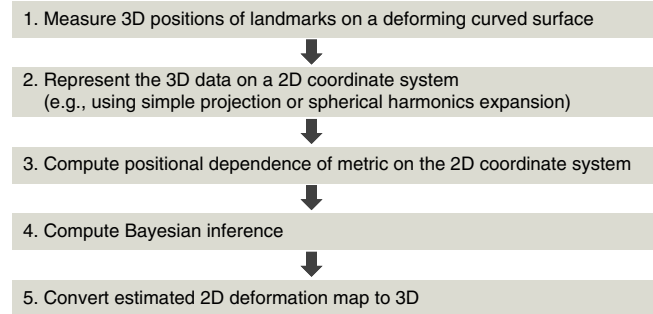 1. Measure 3D positions of landmarks on a deforming curved surface
2. Represent the 3D data on a 2D coordinate system
(e.g., using simple projection or spherical harmonics expansion)
3. Compute positional dependence of metric on the 2D coordinate system
4. Compute Bayesian inference
5. Convert estimated 2D deformation map to 3D